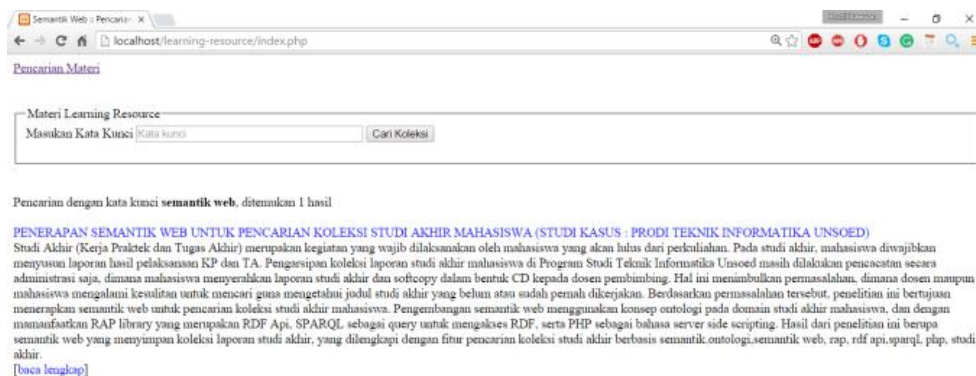 Semantik Web :: Pencarian
localhost/learning-resource/index.php
Pencarian Materi
Materi Learning Resource
Masukan Kata Kunci Kata kunci Cari Koleksi
Pencarian dengan kata kunci semantik web, ditemukan 1 hasil
PENERAPAN SEMANTIK WEB UNTUK PENCARIAN KOLEKSI STUDI AKHIR MAHASISWA (STUDI KASUS : PRODI TEKNIK INFORMATIKA UNSOED)
Studi Akhir (Kerja Praktek dan Tugas Akhir) merupakan kegiatan yang wajib dilaksanakan oleh mahasiswa yang akan lulus dari perkuliahan. Pada studi akhir, mahasiswa diwajibkan
menyusun laporan hasil pelaksanaan KP dan TA. Pengarsipan koleksi laporan studi akhir mahasiswa di Program Studi Teknik Informatika Unsoed masih dilakukan pencacatan secara
administrasi saja, dimana mahasiswa menyerahkan laporan studi akhir dan softcopy dalam bentuk CD kepada dosen pembimbing. Hal ini menimbulkan permasalahan, dimana dosen maupun
mahasiswa mengalami kesulitan untuk mencari guna mengetahui judul studi akhir yang belum atau sudah pernah dikerjakan. Berdasarkan permasalahan tersebut, penelitian ini bertujuan
menerapkan semantik web untuk pencarian koleksi studi akhir mahasiswa. Pengembangan semantik web menggunakan konsep ontologi pada domain studi akhir mahasiswa, dan dengan
mamanfaatkan RAP library yang merupakan RDF Api, SPARQL sebagai query untuk mengakses RDF, serta PHP sebagai bahasa server side scripting. Hasil dari penelitian ini berupa
semantik web yang menyimpan koleksi laporan studi akhir, yang dilengkapi dengan fitur pencarian koleksi studi akhir berbasis semantik.ontologi,semantik web, rap, rdf api,sparql, php, studi
akhir.
[baca lengkap]